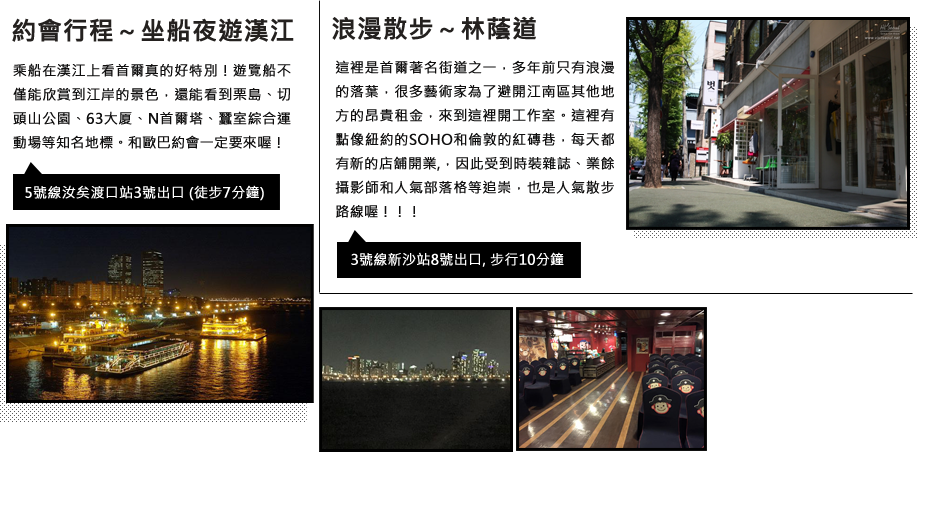 約會行程～坐船夜遊漢江
乘船在漢江上看首爾真的好特別！遊覽船不
僅能欣賞到江岸的景色，還能看到栗島、切
頭山公園、63大廈、N首爾塔、蠶室綜合運
動場等知名地標。和歐巴約會一定要來喔！
5號線汝矣渡口站3號出口 (徒步7分鐘)
浪漫散步～林蔭道
這裡是首爾著名街道之一，多年前只有浪漫
的落葉，很多藝術家為了避開江南區其他地
方的昂貴租金，來到這裡開工作室。這裡有
點像紐約的SOHO和倫敦的紅磚巷，每天都
有新的店舖開業,，因此受到時裝雜誌、業餘
攝影師和人氣部落格等追崇，也是人氣散步
路線喔！！！
3號線新沙站8號出口, 步行10分鐘
벗